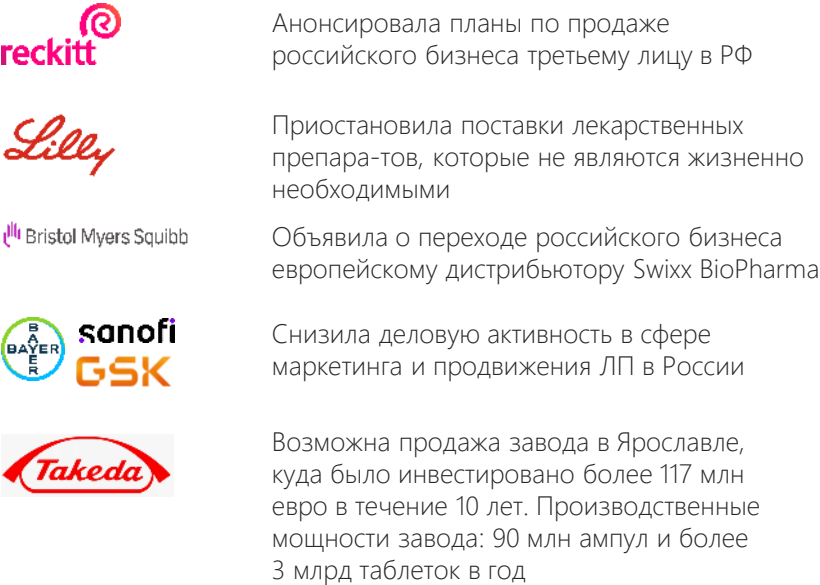 reckitt
Анонсировала планы по продаже
российского бизнеса третьему лицу в РФ
Lilly
Приостановила поставки лекарственных
препара-тов, которые не являются жизненно
необходимыми
Bristol Myers Squibb
Объявила о переходе российского бизнеса
европейскому дистрибьютору Swixx BioPharma
BAYER
BAYER
sanofi
GSK
Снизила деловую активность в сфере
маркетинга и продвижения ЛП в России
Takeda
Возможна продажа завода в Ярославле,
куда было инвестировано более 117 млн
евро в течение 10 лет. Производственные
мощности завода: 90 млн ампул и более
3 млрд таблеток в год